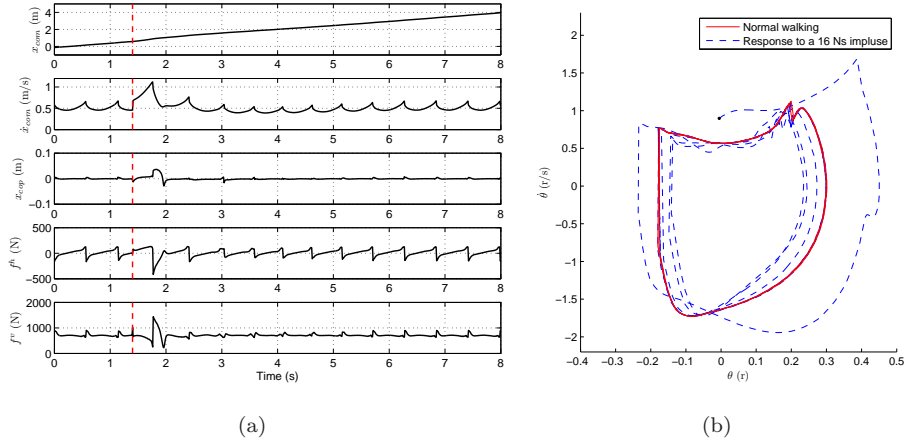 x_com (m)
4
2
0
0 1 2 3 4 5 6 7 8
ẋ_com (m/s)
1
0.5
0
0 1 2 3 4 5 6 7 8
x_cop (m)
0.1
0
−0.1
0 1 2 3 4 5 6 7 8
f^h (N)
500
0
−500
0 1 2 3 4 5 6 7 8
f^v (N)
2000
1000
0
0 1 2 3 4 5 6 7 8
Time (s)
(a)
Normal walking
Response to a 16 Ns impluse
θ̇ (r/s)
1.5
1
0.5
0
−0.5
−1
−1.5
−2
−0.4 −0.3 −0.2 −0.1 0 0.1 0.2 0.3 0.4 0.5
θ (r)
(b)